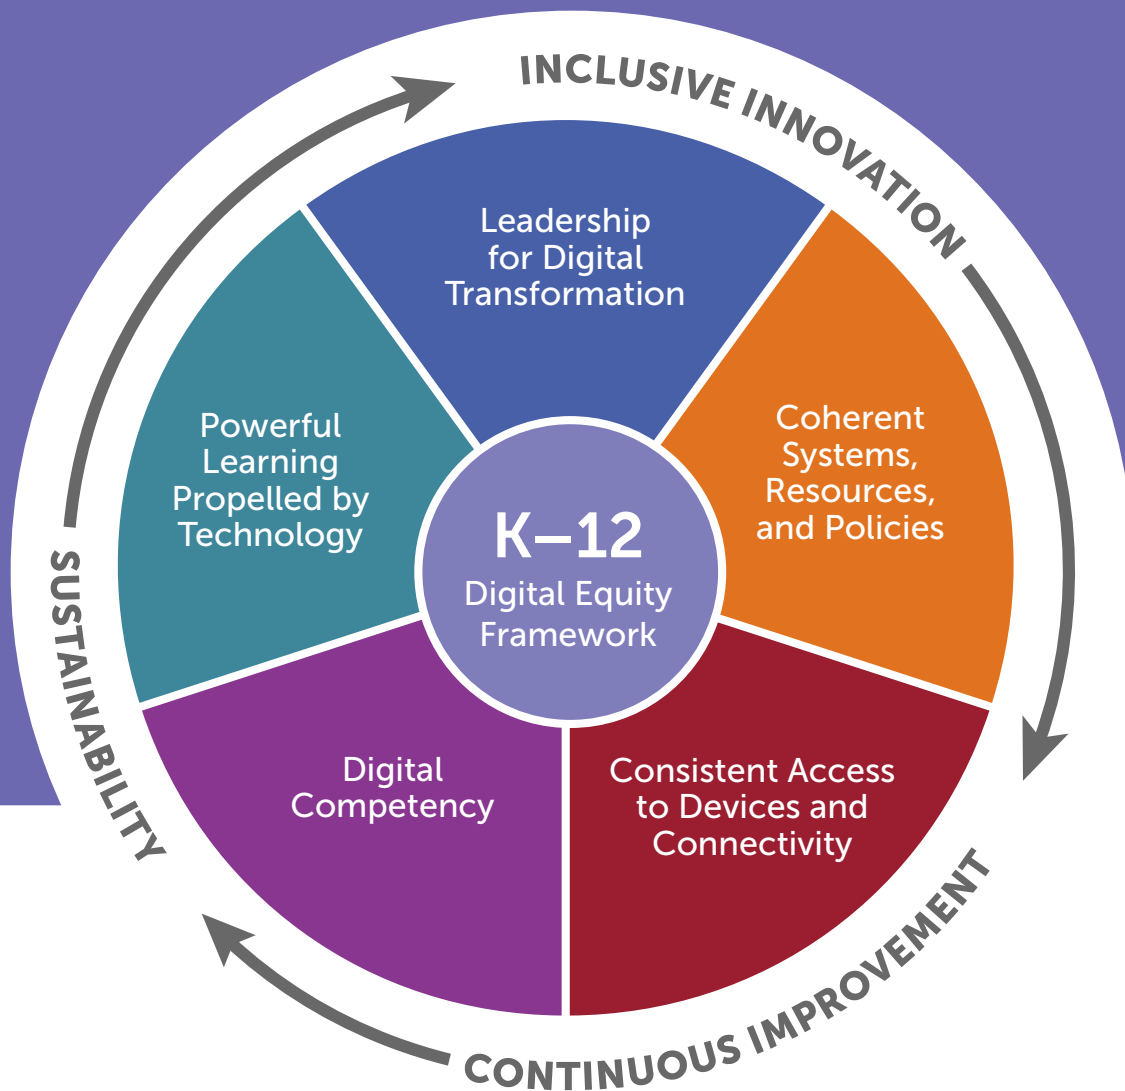 INCLUSIVE INNOVATION
Leadership
for Digital
Transformation
Coherent
Systems,
Resources,
and Policies
Powerful
Learning
Propelled by
Technology
K–12
Digital Equity
Framework
Digital
Competency
Consistent Access
to Devices and
Connectivity
CONTINUOUS IMPROVEMENT
SUSTAINABILITY